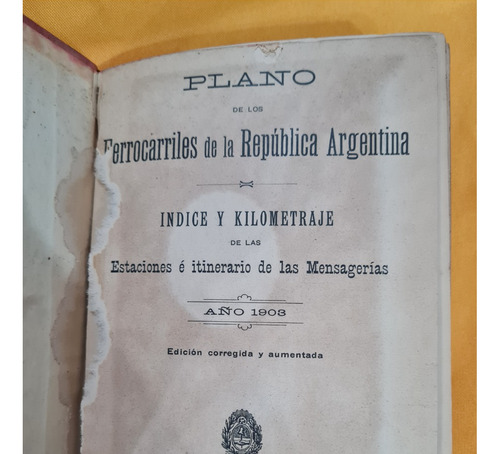 PLANO
DE LOS
Ferrocarriles de la República Argentina
INDICE Y KILOMETRAJE
DE LAS
Estaciones é itinerario de las Mensagerías
AÑO 1903
Edición corregida y aumentada